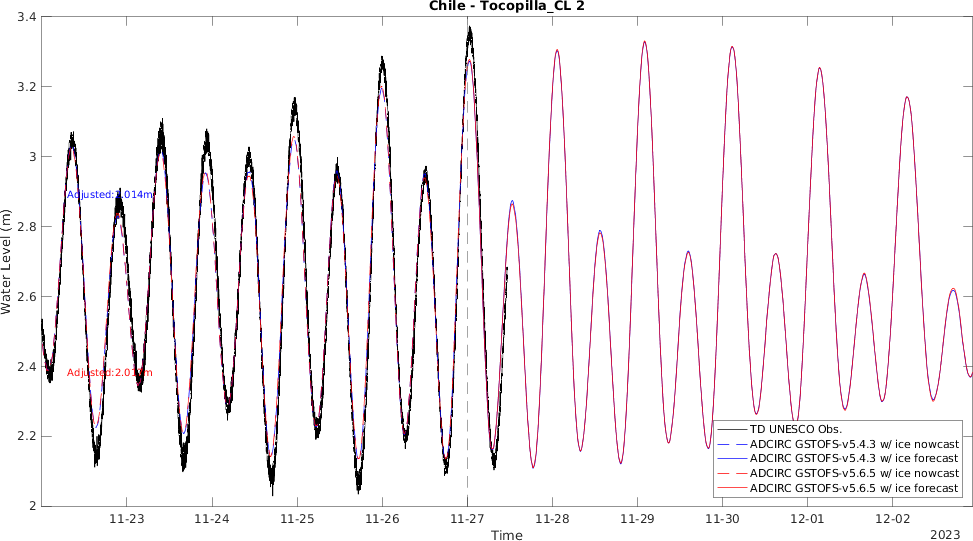 Chile - Tocopilla_CL 2
3.4
3.2
3
2.8
2.6
2.4
2.2
2
Water Level (m)
Adjusted:
Adjusted:2.01
11-23
11-24
11-25
11-26
11-27
11-28
11-29
11-30
12-01
12-02
Time
2023
TD UNESCO Obs.
ADCIRC GSTOFS-v5.4.3 w/ ice nowcast
ADCIRC GSTOFS-v5.4.3 w/ ice forecast
ADCIRC GSTOFS-v5.6.5 w/ ice nowcast
ADCIRC GSTOFS-v5.6.5 w/ ice forecast